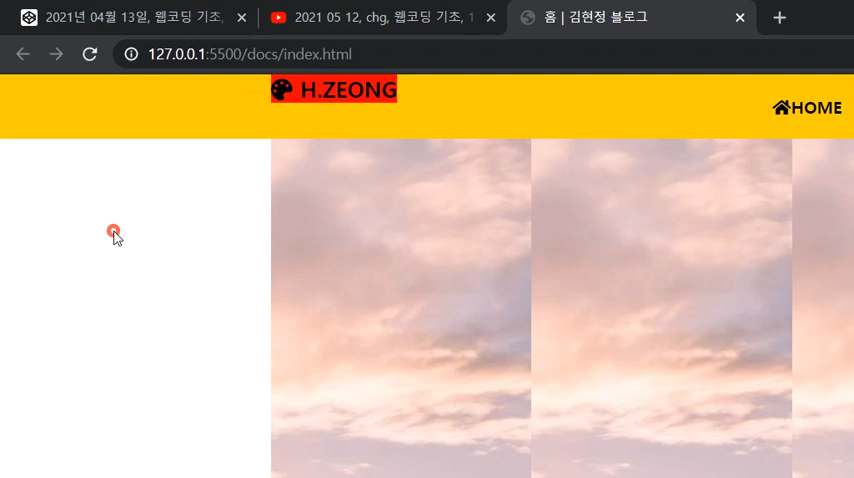 2021년 04월 13일, 웹코딩 기초,
2021 05 12, chg, 웹코딩 기초, 1
홈 | 김현정 블로그
127.0.0.1:5500/docs/index.html
H.ZEONG
HOME